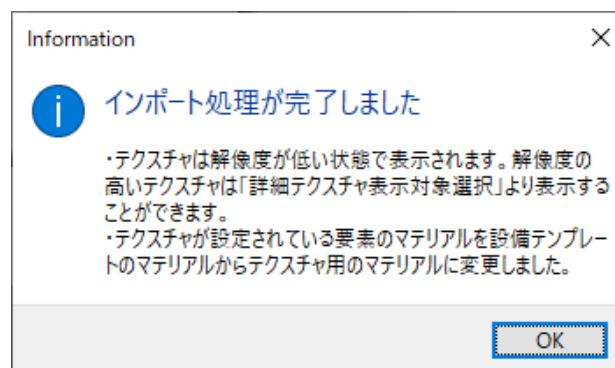 Information
インポート処理が完了しました
・テクスチャは解像度が低い状態で表示されます。解像度の
高いテクスチャは「詳細テクスチャ表示対象選択」より表示する
ことができます。
・テクスチャが設定されている要素のマテリアルを設備テンプレー
トのマテリアルからテクスチャ用のマテリアルに変更しました。
OK